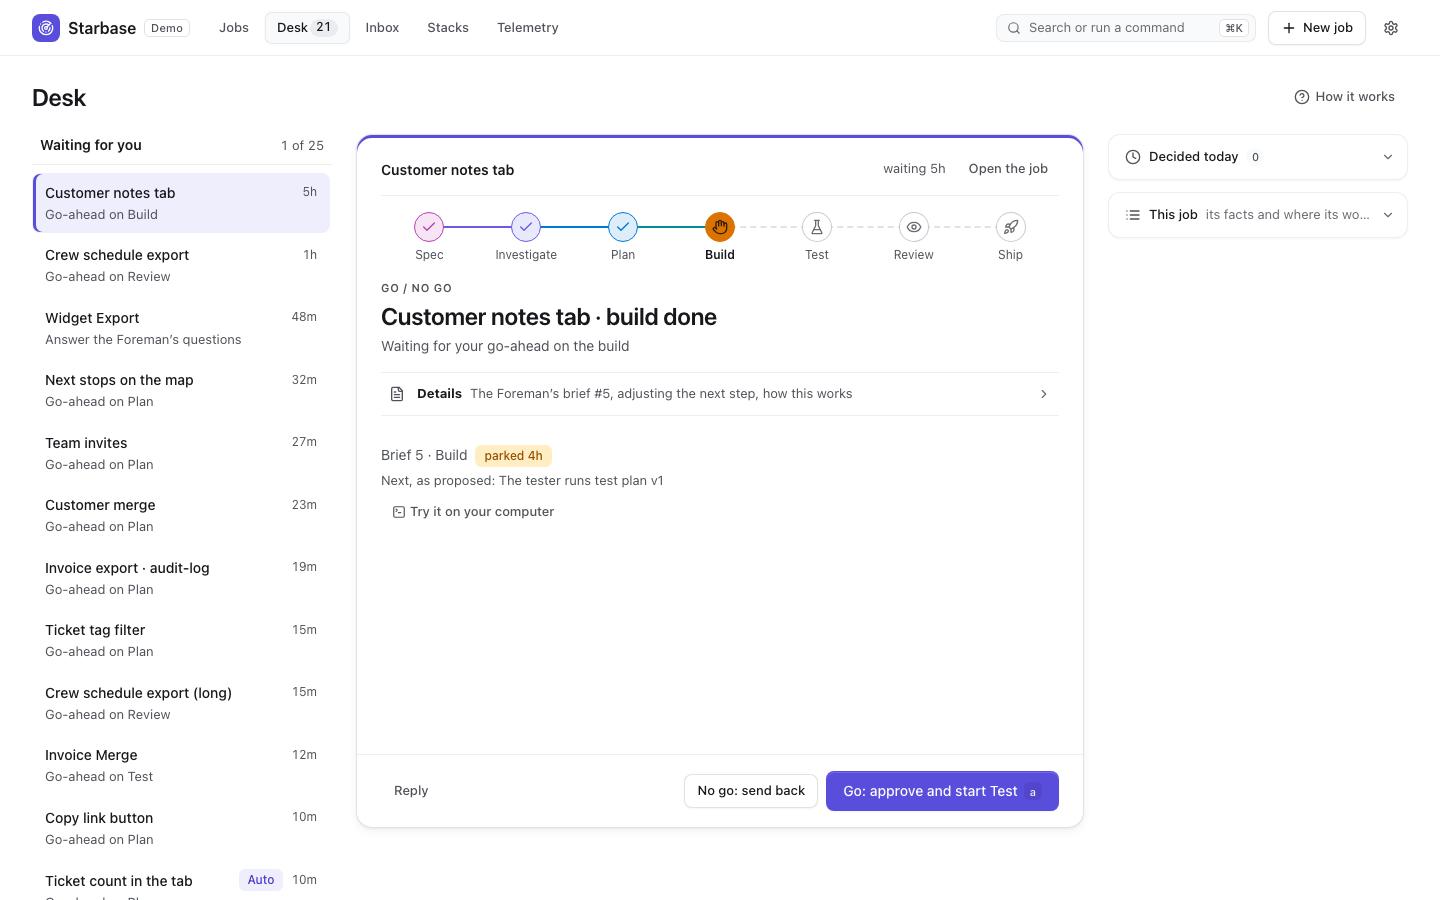 Starbase Demo Jobs Desk 21 Inbox Stacks Telemetry Search or run a command ⌘K New job
Desk
How it works
Waiting for you 1 of 25
Customer notes tab 5h
Go-ahead on Build
Crew schedule export 1h
Go-ahead on Review
Widget Export 48m
Answer the Foreman’s questions
Next stops on the map 32m
Go-ahead on Plan
Team invites 27m
Go-ahead on Plan
Customer merge 23m
Go-ahead on Plan
Invoice export · audit-log 19m
Go-ahead on Plan
Ticket tag filter 15m
Go-ahead on Plan
Crew schedule export (long) 15m
Go-ahead on Review
Invoice Merge 12m
Go-ahead on Test
Copy link button 10m
Go-ahead on Plan
Ticket count in the tab Auto 10m
Customer notes tab waiting 5h Open the job
Spec Investigate Plan Build Test Review Ship
GO / NO GO
Customer notes tab · build done
Waiting for your go-ahead on the build
Details The Foreman’s brief #5, adjusting the next step, how this works
Brief 5 · Build parked 4h
Next, as proposed: The tester runs test plan v1
Try it on your computer
Reply No go: send back Go: approve and start Test a
Decided today 0
This job its facts and where its wo…